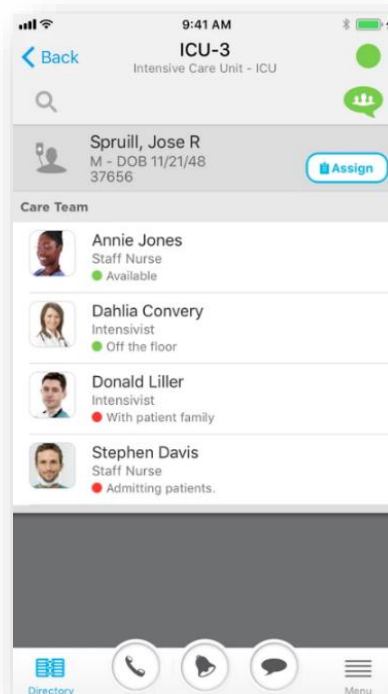 9:41 AM
Back
ICU-3
Intensive Care Unit - ICU
Spruill, Jose R
M - DOB 11/21/48
37656
Assign
Care Team
Annie Jones
Staff Nurse
Available
Dahlia Convery
Intensivist
Off the floor
Donald Liller
Intensivist
With patient family
Stephen Davis
Staff Nurse
Admitting patients.
Directory
Menu